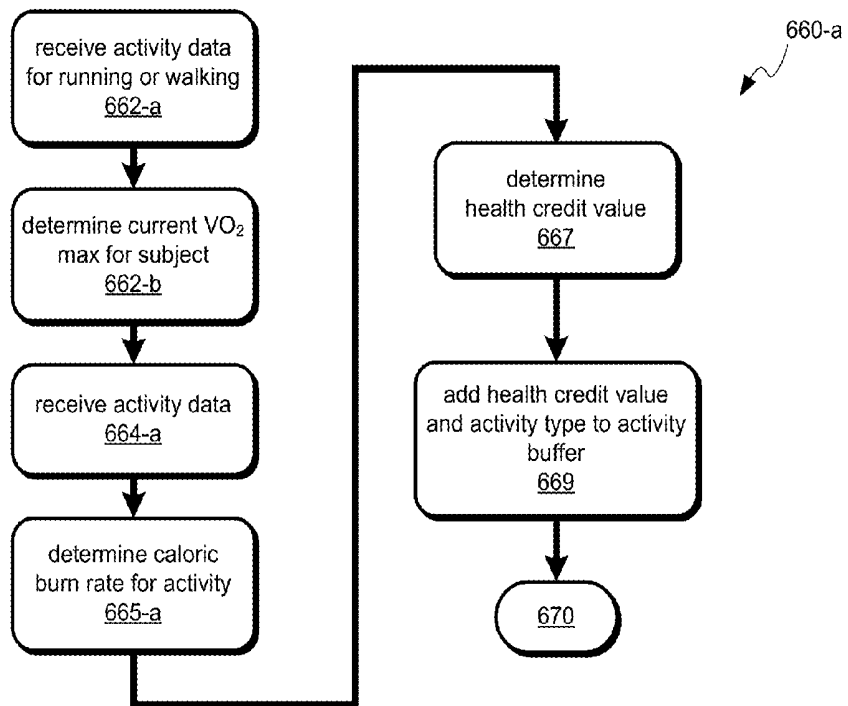 receive activity data
for running or walking
662-a
determine current VO₂
max for subject
662-b
receive activity data
664-a
determine caloric
burn rate for activity
665-a
660-a
determine
health credit value
667
add health credit value
and activity type to activity
buffer
669
670